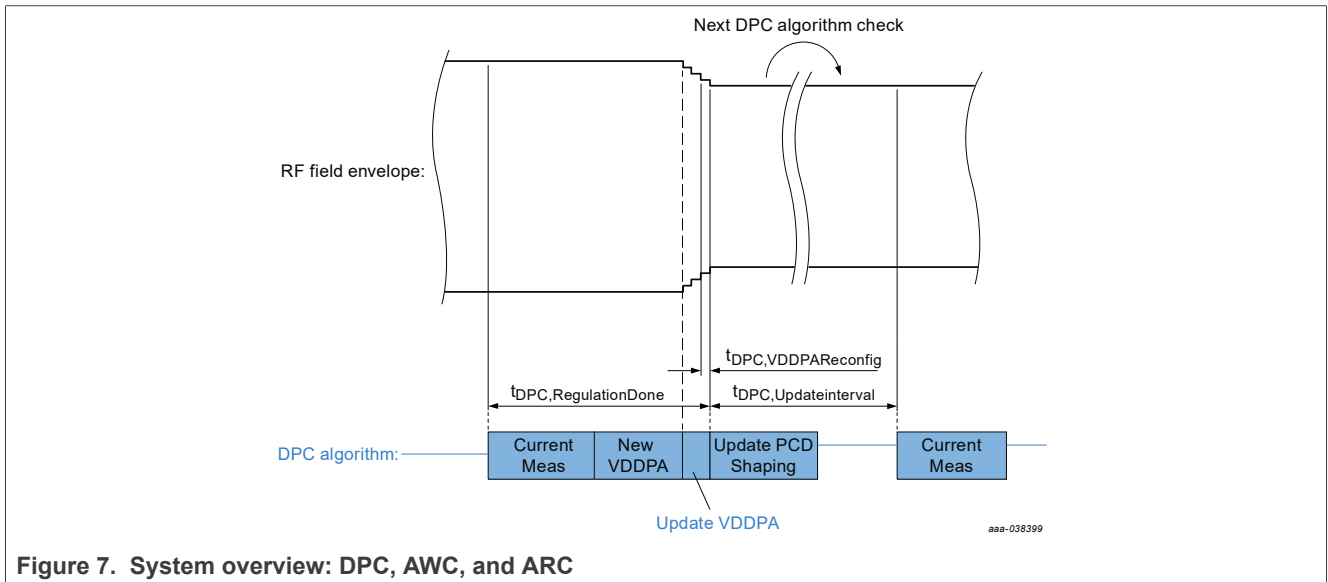 Next DPC algorithm check
RF field envelope:
tDPC,VDDPAReconfig
tDPC,RegulationDone
tDPC,Updateinterval
DPC algorithm:
Current
Meas
New
VDDPA
Update PCD
Shaping
Current
Meas
Update VDDPA
aaa-038399
Figure 7. System overview: DPC, AWC, and ARC